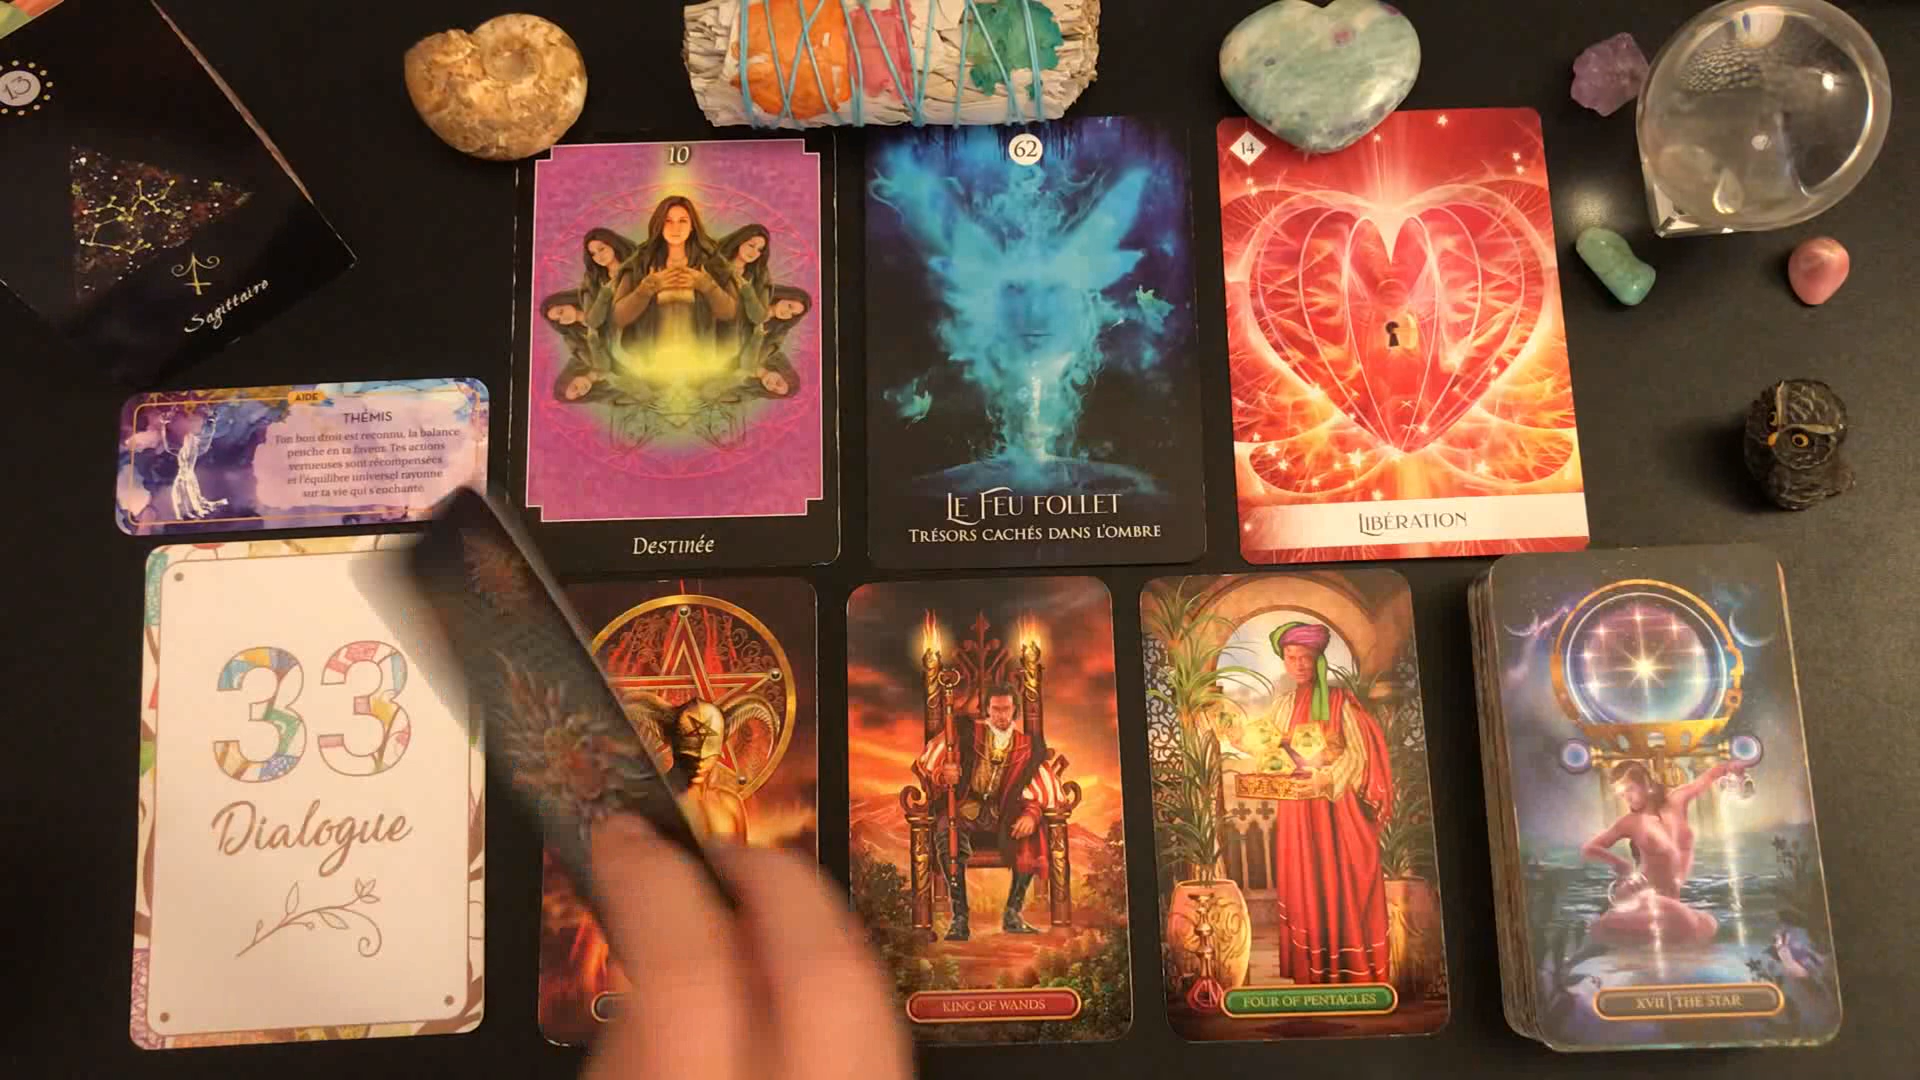 13
Sagittaire
10
Destinée
62
LE FEU FOLLET
TRÉSORS CACHÉS DANS L'OMBRE
14
LIBÉRATION
AIDE
THÉMIS
Ton bon droit est reconnu, la balance
penche en ta faveur. Tes actions
vertueuses sont récompensées
et l'équilibre universel rayonne
sur ta vie qui s'enchante.
33
Dialogue
KING OF WANDS
FOUR OF PENTACLES
XVII | THE STAR